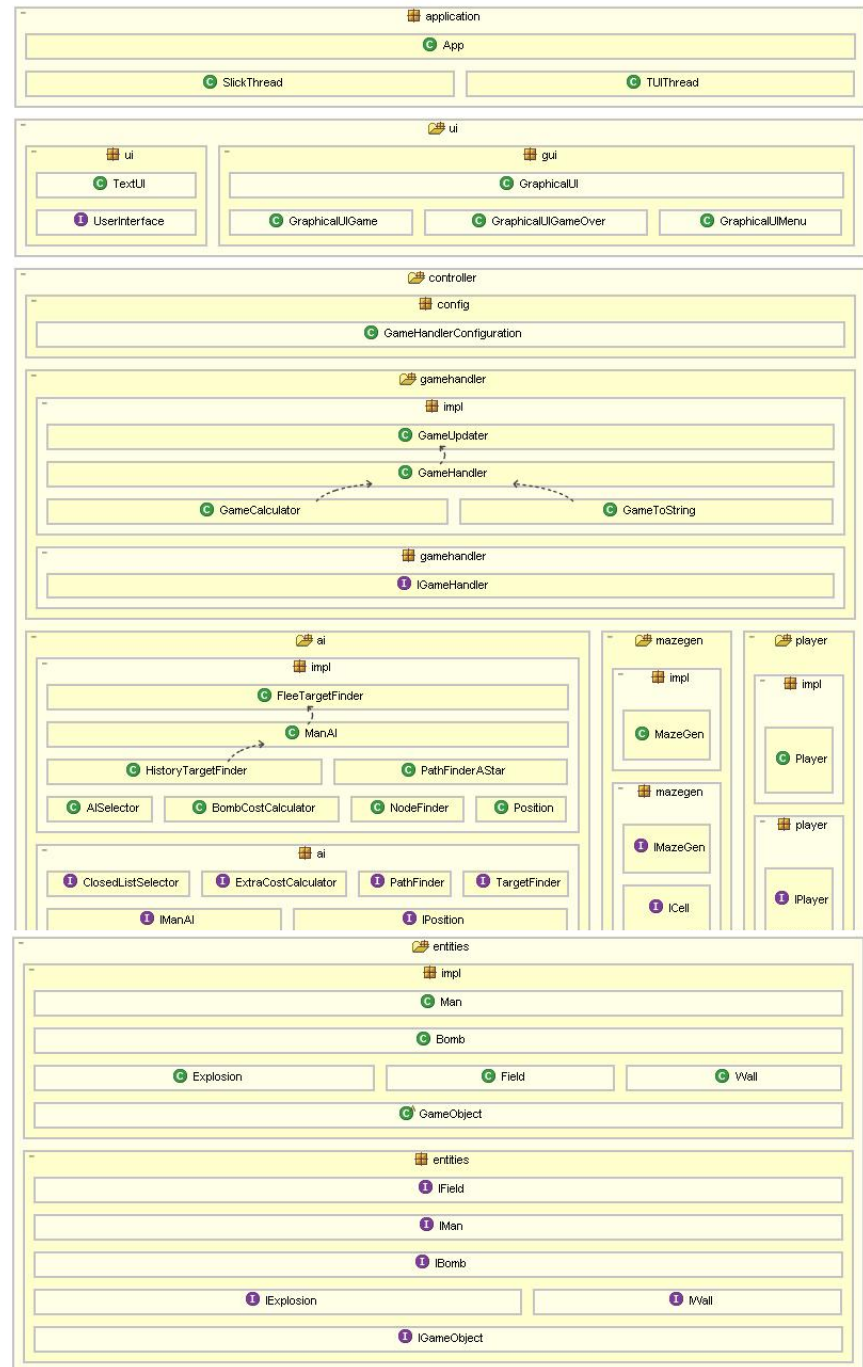 application
App
SlickThread TUIThread
ui
ui gui
TextUI GraphicalUI
UserInterface GraphicalUIGame GraphicalUIGameOver GraphicalUIMenu
controller
config
GameHandlerConfiguration
gamehandler
impl
GameUpdater
GameHandler
GameCalculator GameToString
gamehandler
IGameHandler
ai mazegen player
impl impl impl
FleeTargetFinder
ManAI MazeGen
HistoryTargetFinder PathFinderAStar Player
AISelector BombCostCalculator NodeFinder Position mazegen
ai player
IMazeGen
ClosedListSelector ExtraCostCalculator PathFinder TargetFinder IPlayer
IManAI IPosition ICell
entities
impl
Man
Bomb
Explosion Field Wall
GameObject
entities
IField
IMan
IBomb
IExplosion IWall
IGameObject